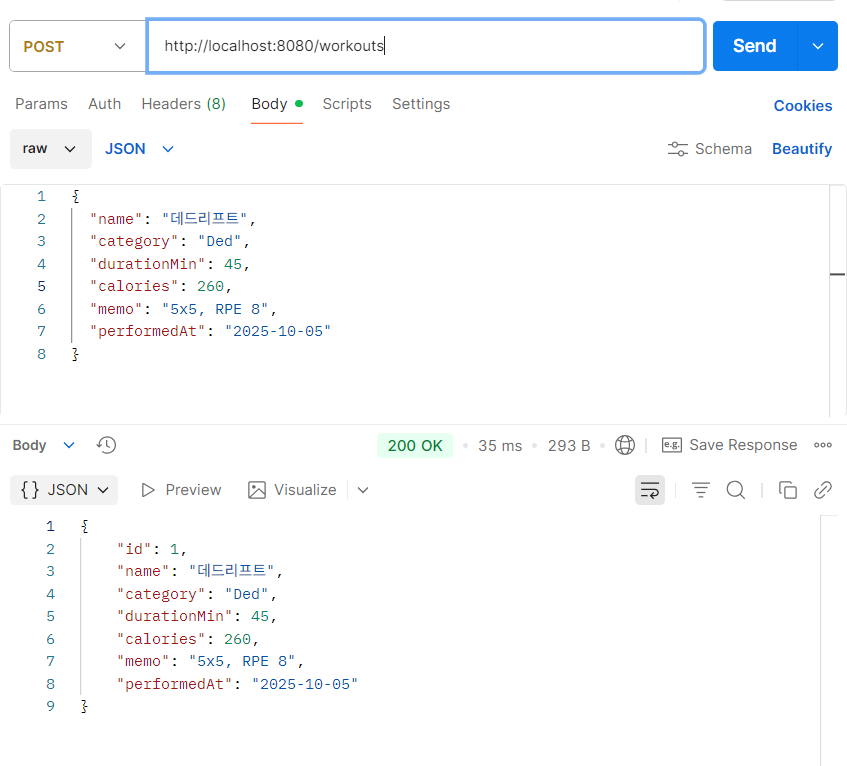 POST http://localhost:8080/workouts Send
Params Auth Headers (8) Body Scripts Settings Cookies
raw JSON Schema Beautify
1 {
2 "name": "데드리프트",
3 "category": "Ded",
4 "durationMin": 45,
5 "calories": 260,
6 "memo": "5x5, RPE 8",
7 "performedAt": "2025-10-05"
8 }
Body 200 OK 35 ms 293 B e.g. Save Response
{} JSON Preview Visualize
1 {
2 "id": 1,
3 "name": "데드리프트",
4 "category": "Ded",
5 "durationMin": 45,
6 "calories": 260,
7 "memo": "5x5, RPE 8",
8 "performedAt": "2025-10-05"
9 }